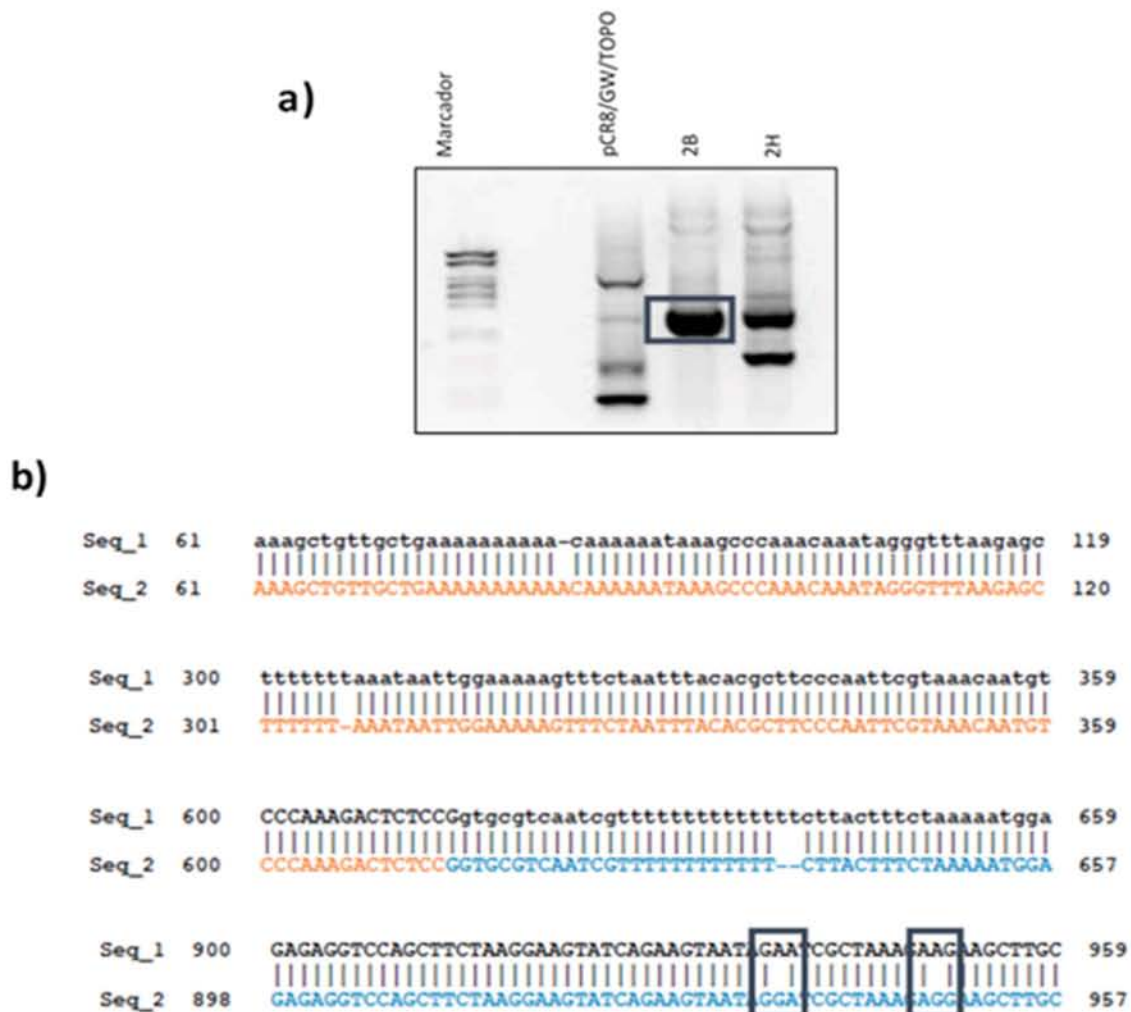 a)
Marcador
pCR8/GW/TOPO
2B
2H
b)
Seq_1 61 aaagctgttgctgaaaaaaaaaa-caaaaaataaagcccaaacaaatagggtttaagagc 119
Seq_2 61 AAAGCTGTTGCTGAAAAAAAAAAACAAAAAATAAAGCCCAAACAAATAGGGTTTAAGAGC 120
Seq_1 300 tttttttaaataattggaaaaagtttctaatttacacgcttcccaattcgtaaacaatgt 359
Seq_2 301 TTTTTT-AAATAATTGGAAAAAGTTTCTAATTTACACGCTTCCCAATTCGTAAACAATGT 359
Seq_1 600 CCCAAAGACTCTCCGgtgcgtcaatcgttttttttttttttcttactttctaaaaatgga 659
Seq_2 600 CCCAAAGACTCTCCGGTGCGTCAATCGTTTTTTTTTTTT--CTTACTTTCTAAAAATGGA 657
Seq_1 900 GAGAGGTCCAGCTTCTAAGGAAGTATCAGAAGTAATAGAATCGCTAAAGAAGAAGCTTGC 959
Seq_2 898 GAGAGGTCCAGCTTCTAAGGAAGTATCAGAAGTAATAGGATCGCTAAAGAGGAAGCTTGC 957